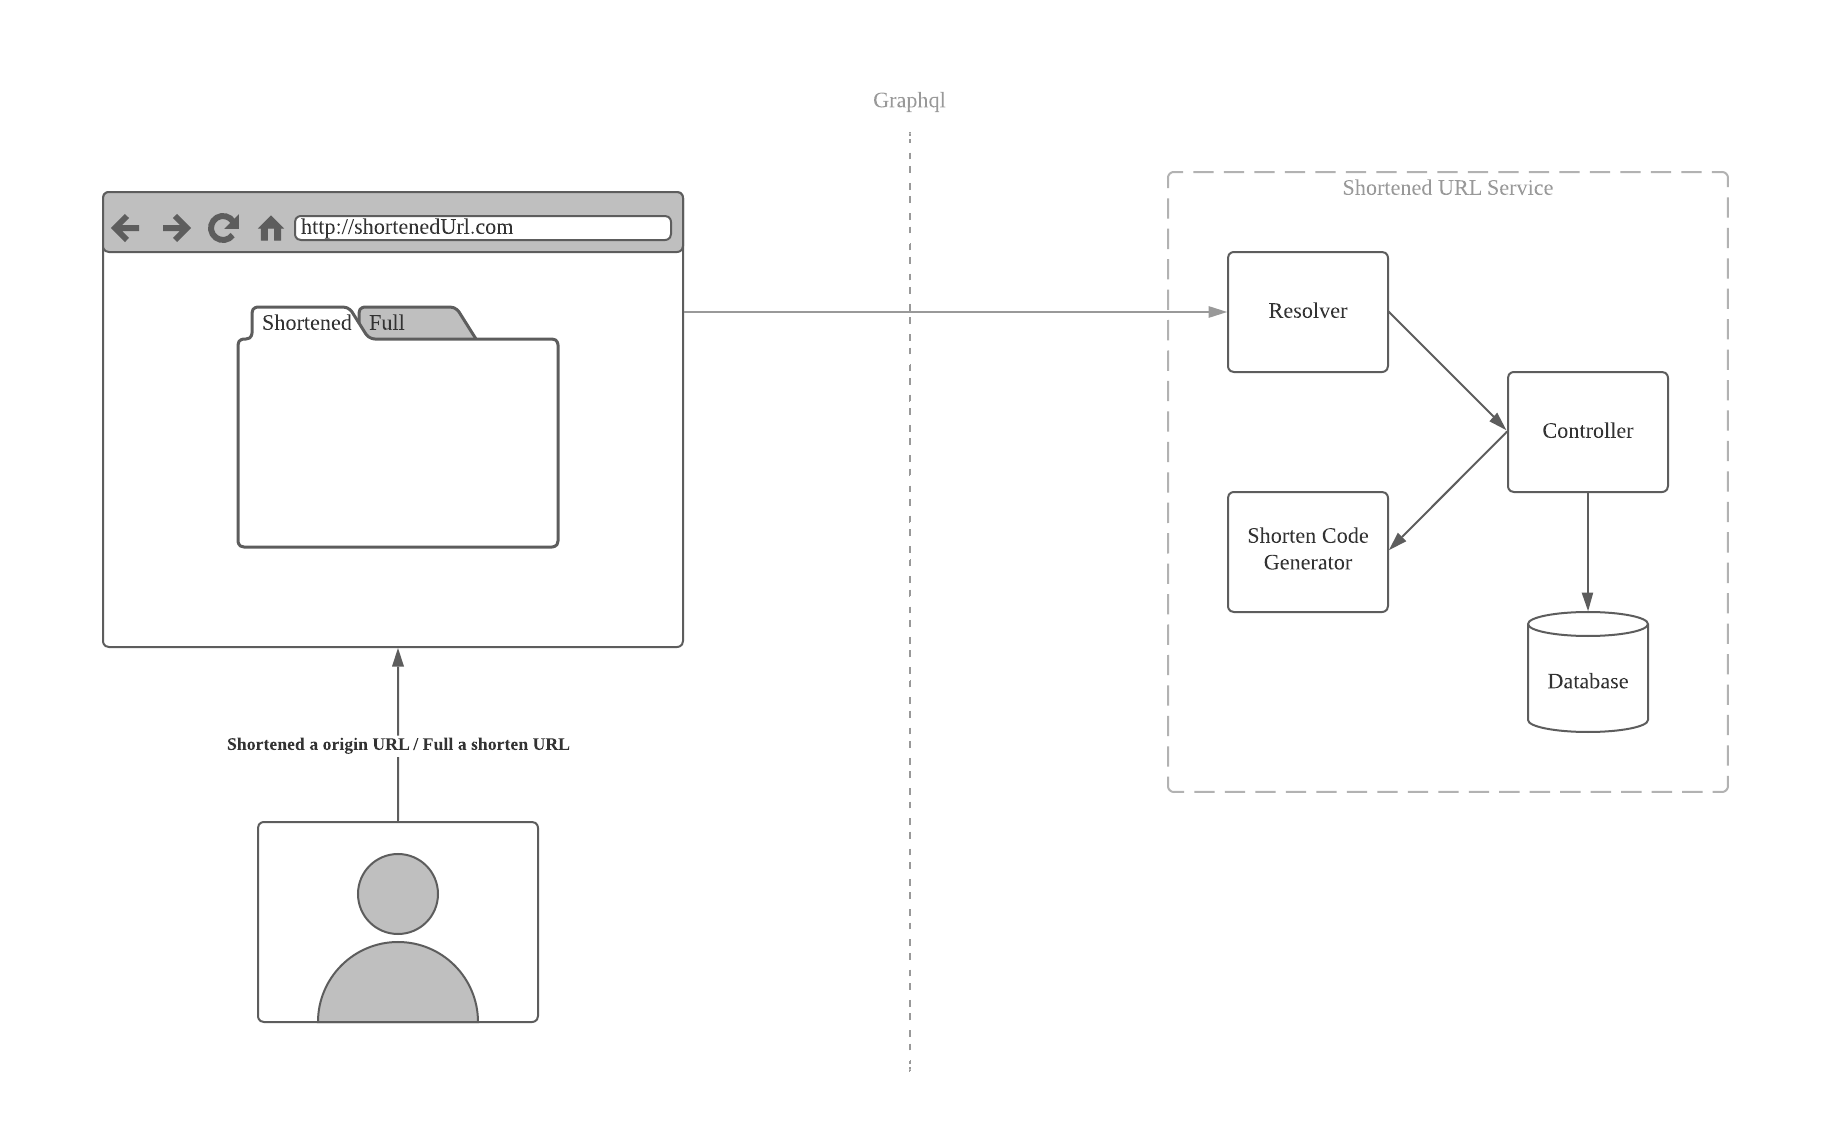 Graphql
Shortened URL Service
http://shortenedUrl.com
Shortened
Full
Resolver
Controller
Shorten Code
Generator
Database
Shortened a origin URL / Full a shorten URL